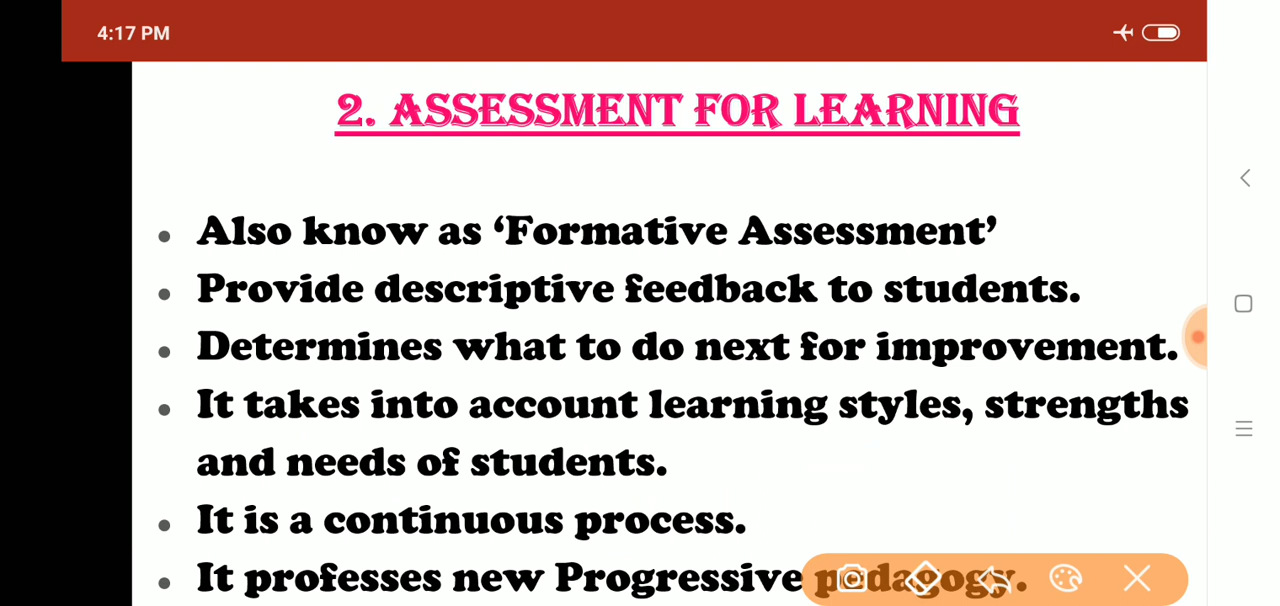 4:17 PM
2. ASSESSMENT FOR LEARNING
• Also know as ‘Formative Assessment’
• Provide descriptive feedback to students.
• Determines what to do next for improvement.
• It takes into account learning styles, strengths
and needs of students.
• It is a continuous process.
• It professes new Progressive pedagogy.